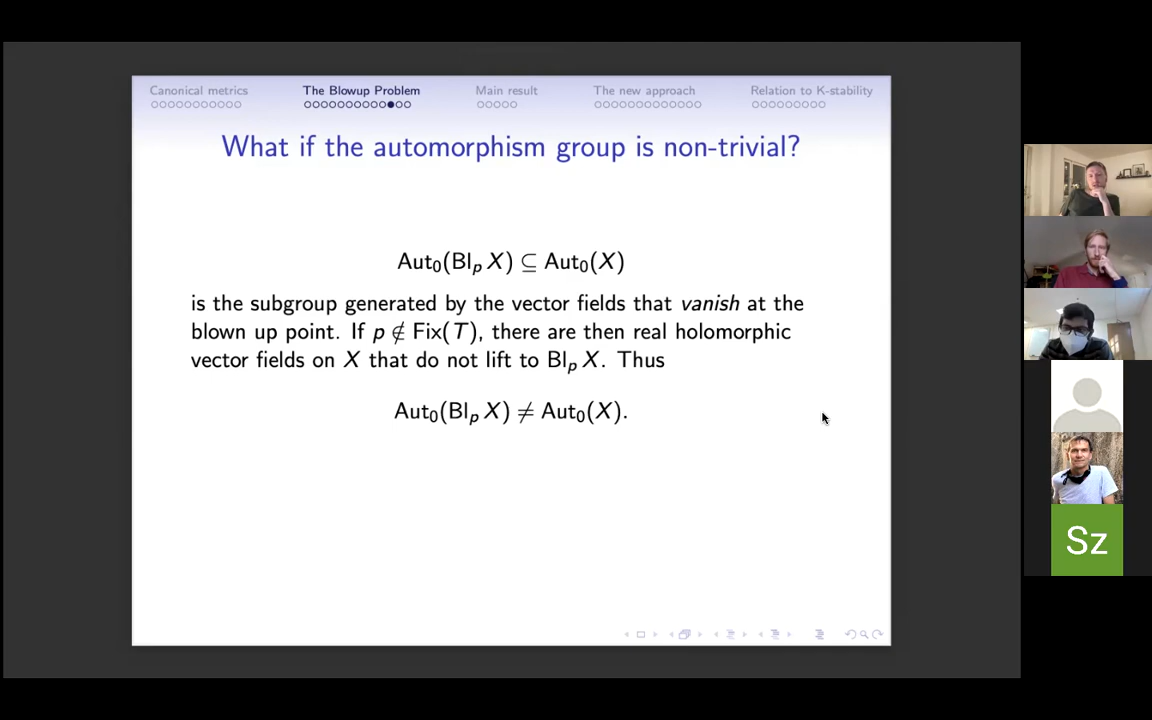 Canonical metrics The Blowup Problem Main result The new approach Relation to K-stability
What if the automorphism group is non-trivial?
Aut₀(Blₚ X) ⊆ Aut₀(X)
is the subgroup generated by the vector fields that vanish at the
blown up point. If p ∉ Fix(T), there are then real holomorphic
vector fields on X that do not lift to Blₚ X. Thus
Aut₀(Blₚ X) ≠ Aut₀(X).
Sz